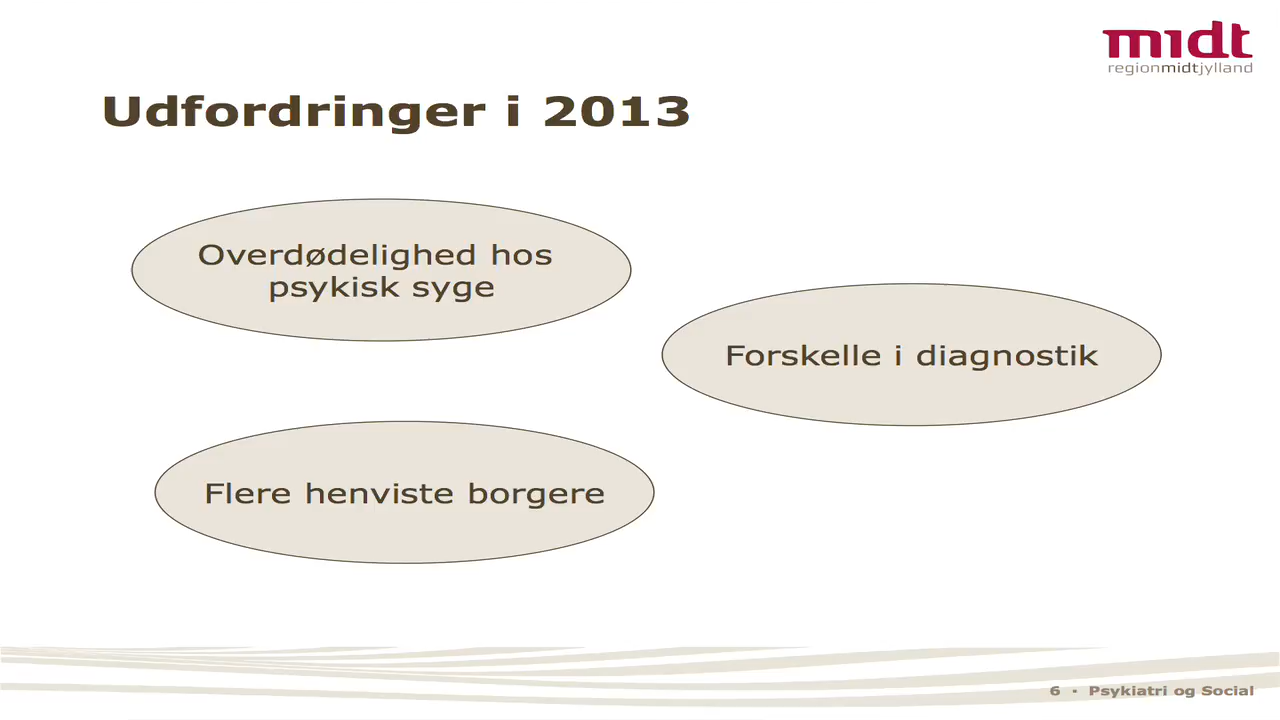 midt
regionmidtjylland
Udfordringer i 2013
Overdødelighed hos
psykisk syge
Forskelle i diagnostik
Flere henviste borgere
6 · Psykiatri og Social